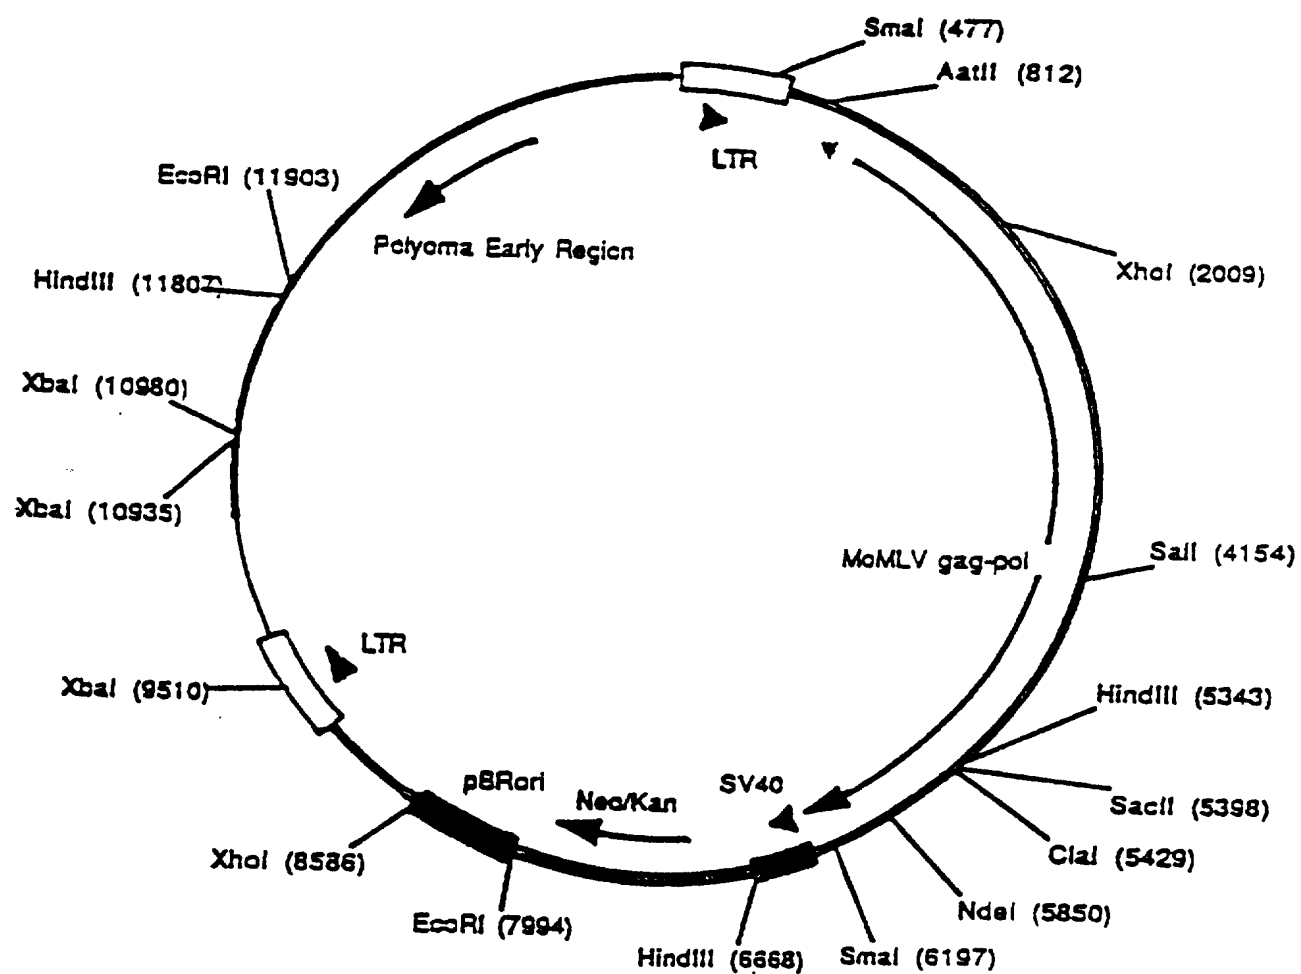 SmaI (477)
AatII (812)
LTR
EcoRI (11903)
Polyoma Early Region
XhoI (2009)
HindIII (11807)
XbaI (10980)
XbaI (10935)
MoMLV gag-pol
SalI (4154)
LTR
XbaI (9510)
HindIII (5343)
pBRori
Neo/Kan
SV40
SacII (5398)
XhoI (8586)
ClaI (5429)
EcoRI (7994)
NdeI (5850)
HindIII (6668)
SmaI (6197)